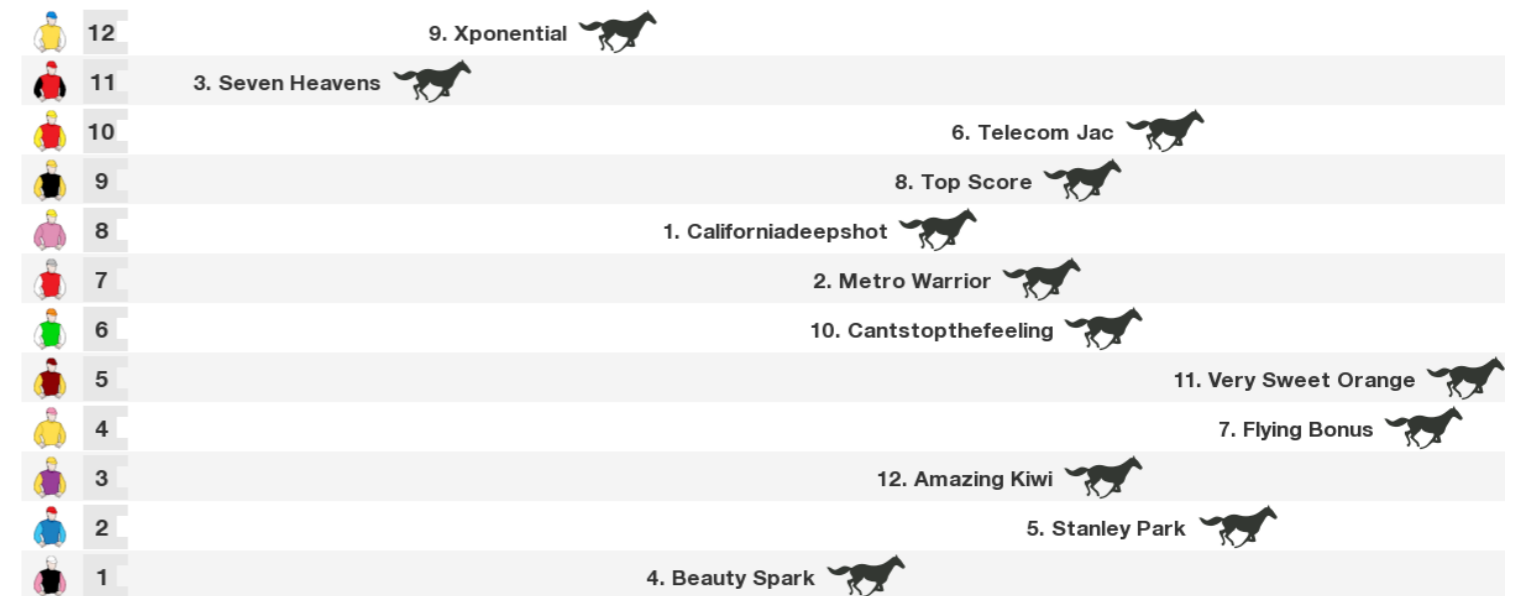 12 9. Xponential
11 3. Seven Heavens
10 6. Telecom Jac
9 8. Top Score
8 1. Californiadeepshot
7 2. Metro Warrior
6 10. Cantstopthefeeling
5 11. Very Sweet Orange
4 7. Flying Bonus
3 12. Amazing Kiwi
2 5. Stanley Park
1 4. Beauty Spark